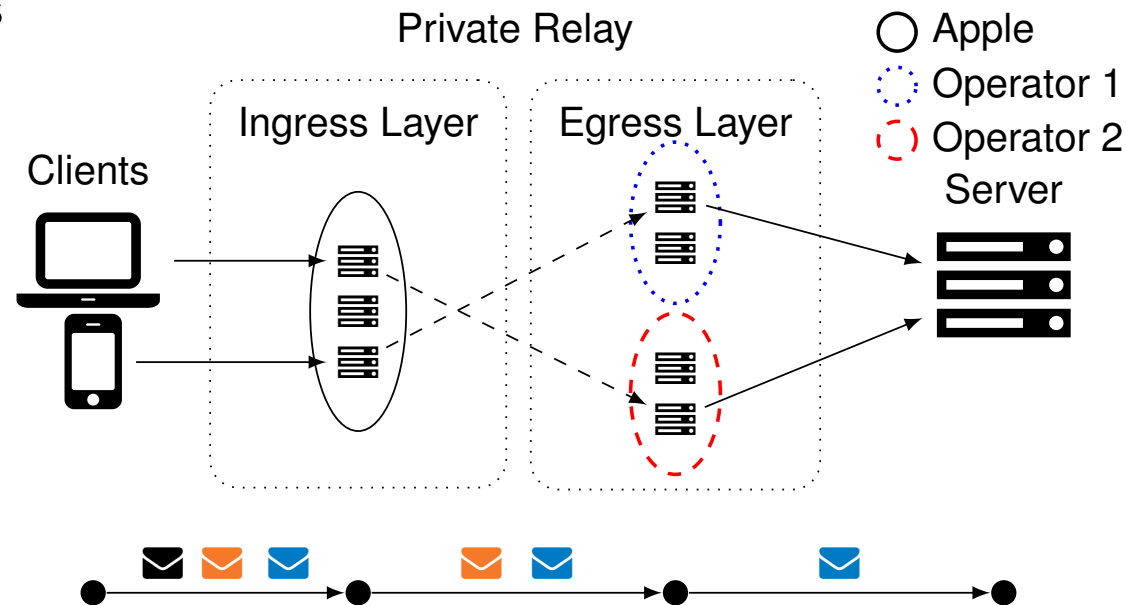 Private Relay
Apple
Operator 1
Operator 2
Ingress Layer
Egress Layer
Clients
Server